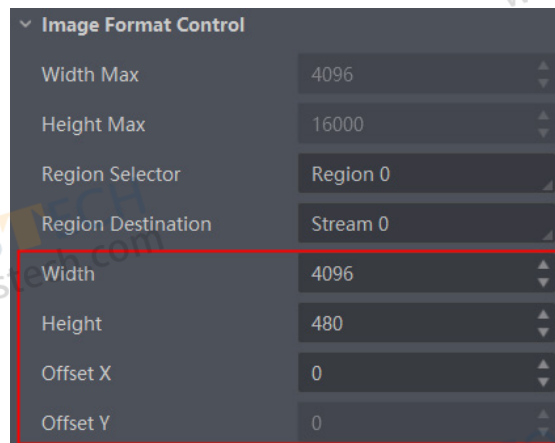 Image Format Control
Width Max 4096
Height Max 16000
Region Selector Region 0
Region Destination Stream 0
Width 4096
Height 480
Offset X 0
Offset Y 0